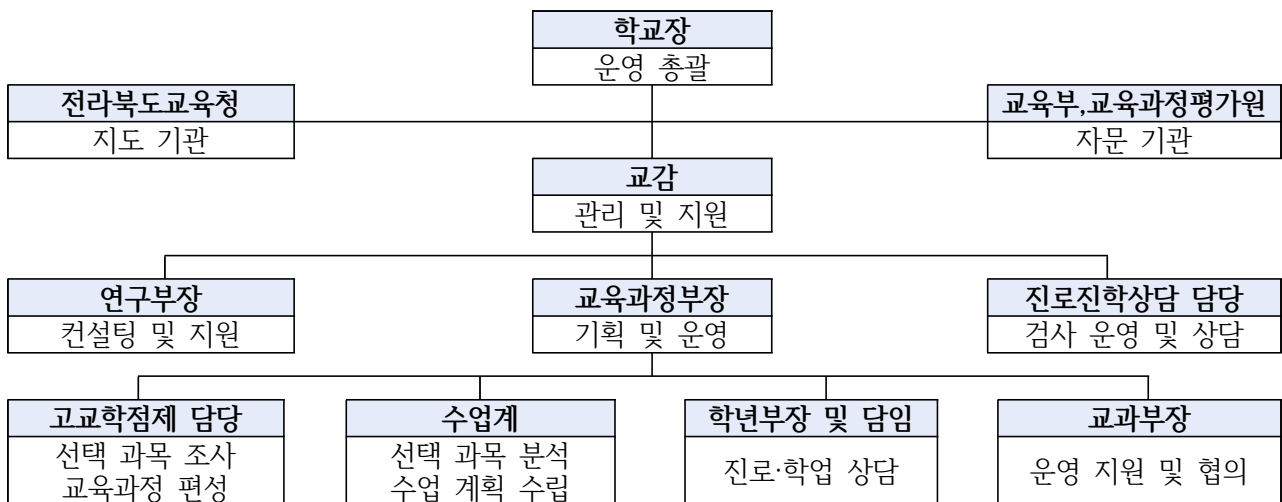 학교장
운영 총괄
전라북도교육청
지도 기관
교육부,교육과정평가원
자문 기관
교감
관리 및 지원
연구부장
컨설팅 및 지원
교육과정부장
기획 및 운영
진로진학상담 담당
검사 운영 및 상담
고교학점제 담당
선택 과목 조사
교육과정 편성
수업계
선택 과목 분석
수업 계획 수립
학년부장 및 담임
진로·학업 상담
교과부장
운영 지원 및 협의